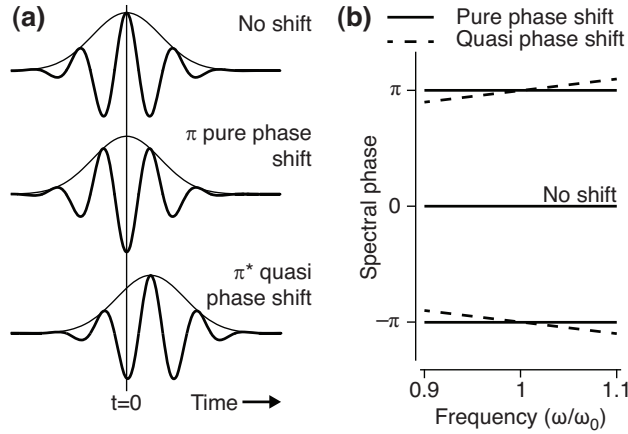 (a)
No shift
π pure phase
shift
π* quasi
phase shift
t=0
Time
(b)
Pure phase shift
Quasi phase shift
Spectral phase
π
0
−π
No shift
0.9
1
1.1
Frequency (ω/ω₀)